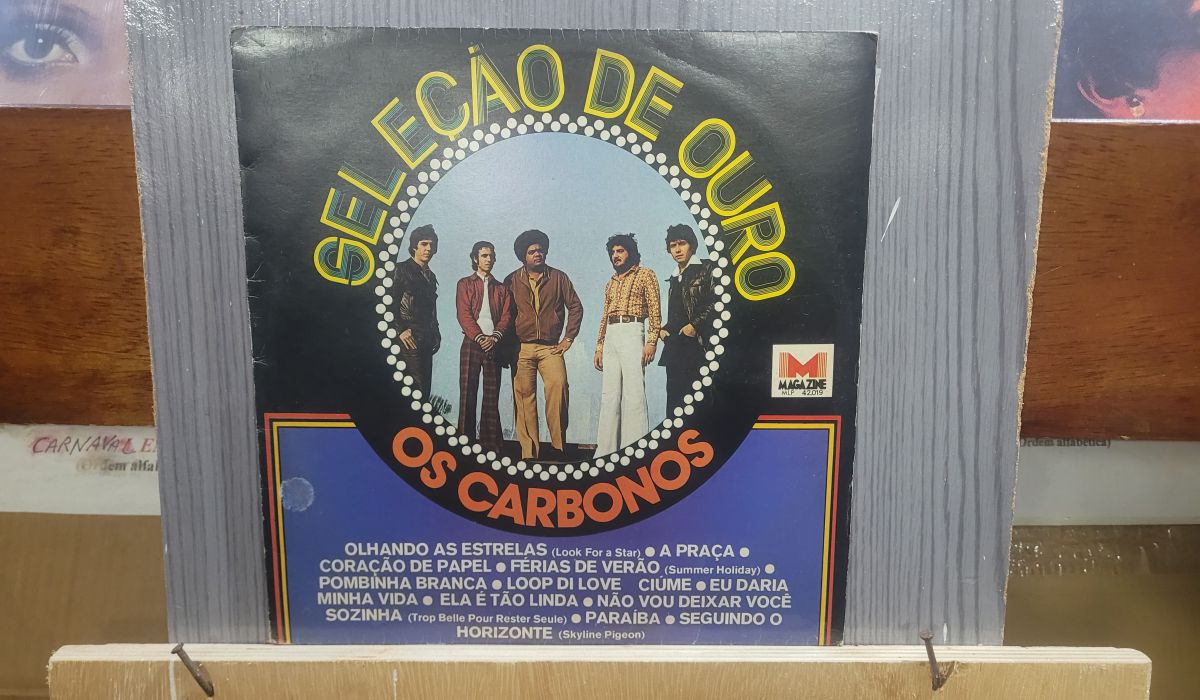 SELEÇÃO DE OURO
M
MAGAZINE
MLP 42.019
OS CARBONOS
OLHANDO AS ESTRELAS (Look For a Star) ● A PRAÇA ●
CORAÇÃO DE PAPEL ● FÉRIAS DE VERÃO (Summer Holiday) ●
POMBINHA BRANCA ● LOOP DI LOVE CIÚME ● EU DARIA
MINHA VIDA ● ELA É TÃO LINDA ● NÃO VOU DEIXAR VOCÊ
SOZINHA (Trop Belle Pour Rester Seule) ● PARAÍBA ● SEGUINDO O
HORIZONTE (Skyline Pigeon)
CARNAVAL
Ordem alfabética)